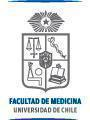 FACULTAD DE MEDICINA
UNIVERSIDAD DE CHILE